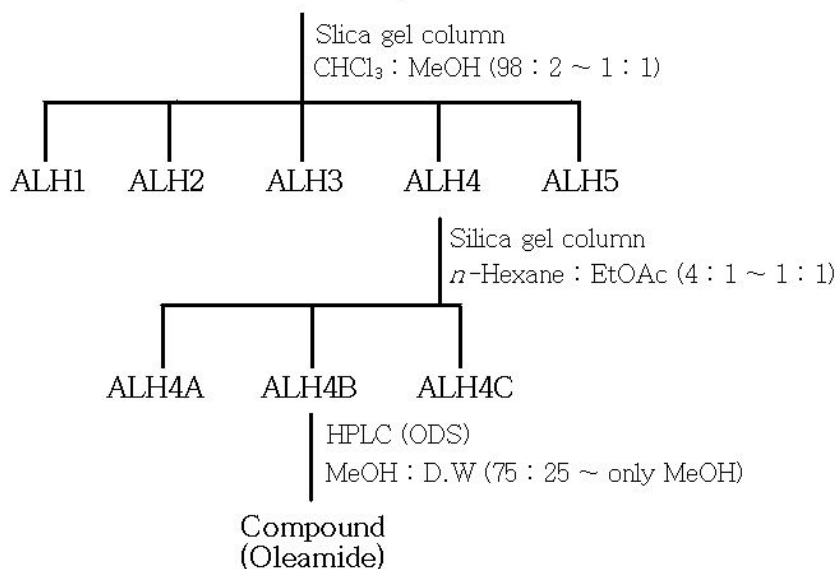 Slica gel column
CHCl₃ : MeOH (98 : 2 ~ 1 : 1)
ALH1 ALH2 ALH3 ALH4 ALH5
Silica gel column
n-Hexane : EtOAc (4 : 1 ~ 1 : 1)
ALH4A ALH4B ALH4C
HPLC (ODS)
MeOH : D.W (75 : 25 ~ only MeOH)
Compound
(Oleamide)